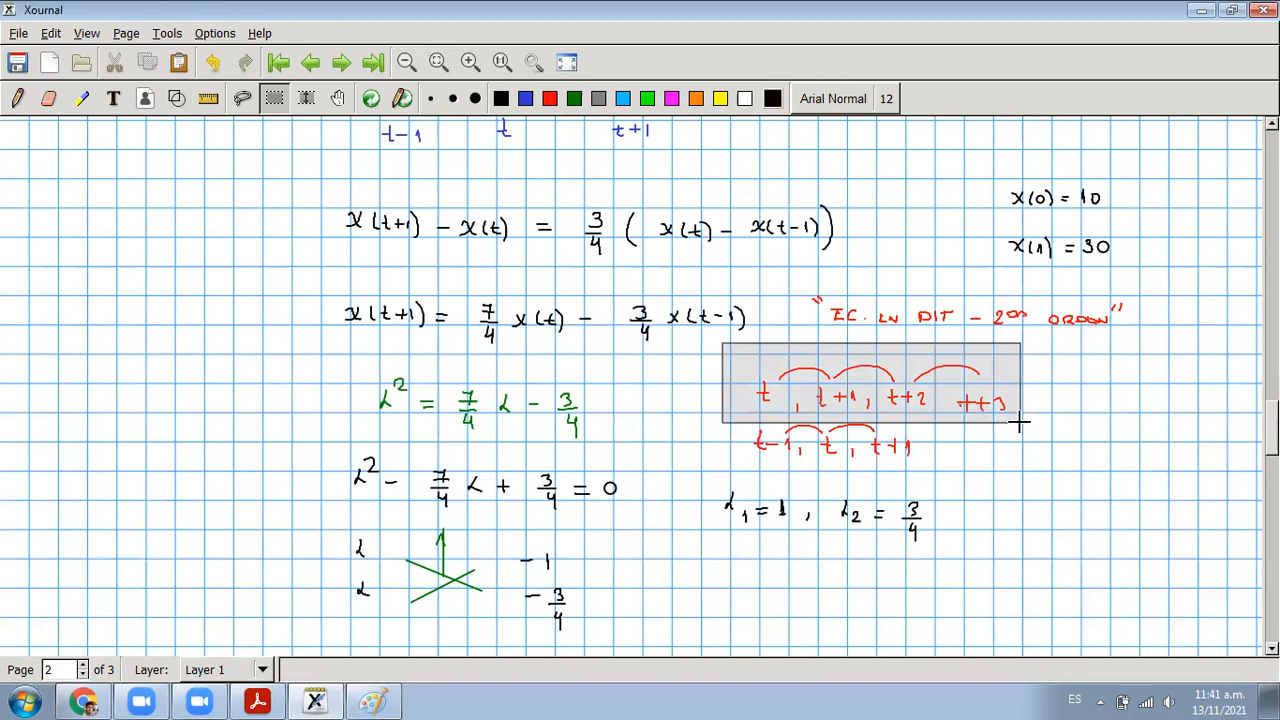 Xournal
File Edit View Page Tools Options Help
Arial Normal 12
t-1 t t+1
x(t+1) - x(t) = 3/4 ( x(t) - x(t-1) )
x(0) = 10
x(1) = 30
x(t+1) = 7/4 x(t) - 3/4 x(t-1)
"EC. LN DIT - 2DO ORDEN"
t , t+1, t+2 t+3
t-1, t, t+1
λ² = 7/4 λ - 3/4
λ² - 7/4 λ + 3/4 = 0
λ₁ = 1 , λ₂ = 3/4
λ -1
λ - 3/4
Page 2 of 3 Layer: Layer 1
ES 11:41 a.m.
13/11/2021